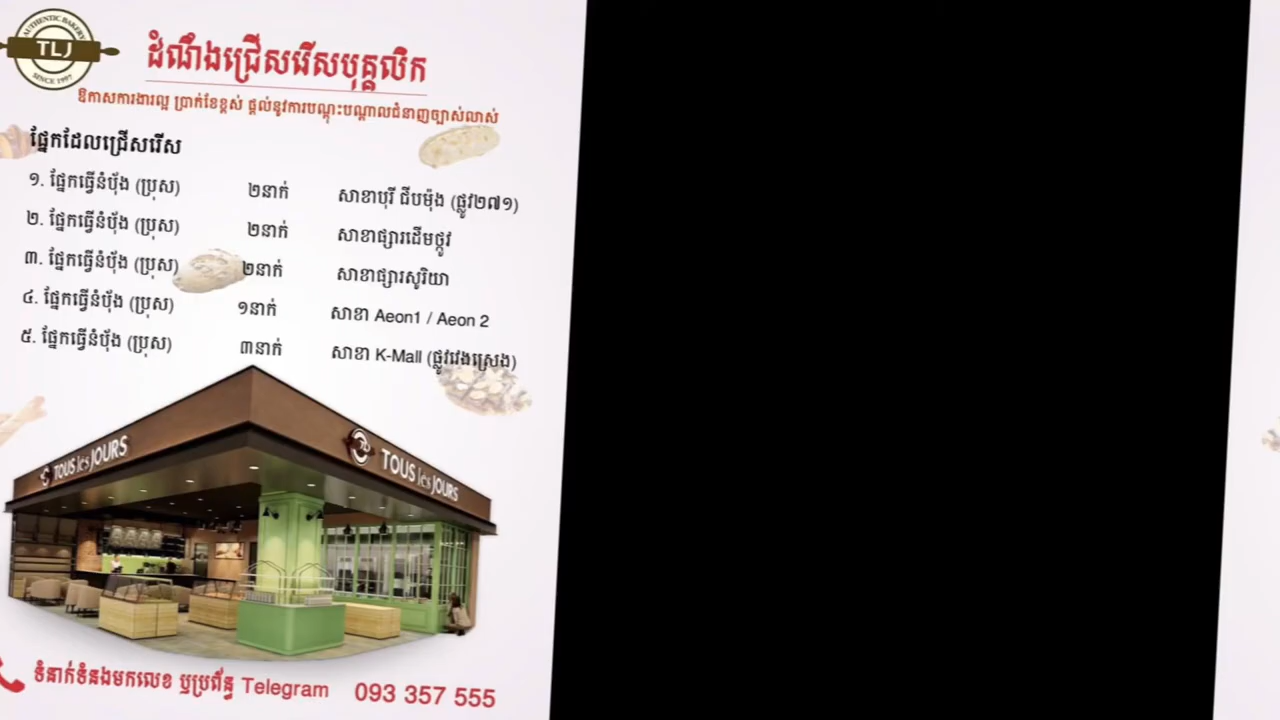 AUTHENTIC BAKERY
TLJ
SINCE 1997
ដំណឹងជ្រើសរើសបុគ្គលិក
ឱកាសការងារល្អ ប្រាក់ខែខ្ពស់ ផ្តល់នូវការបណ្តុះបណ្តាលជំនាញច្បាស់លាស់
ផ្នែកដែលជ្រើសរើស
១. ផ្នែកធ្វើនំប៉័ង (ប្រុស) ២នាក់ សាខាបុរី ជីបម៉ុង (ផ្លូវ២៧១)
២. ផ្នែកធ្វើនំប៉័ង (ប្រុស) ២នាក់ សាខាផ្សារដើមថ្កូវ
៣. ផ្នែកធ្វើនំប៉័ង (ប្រុស) ២នាក់ សាខាផ្សារសូរិយា
៤. ផ្នែកធ្វើនំប៉័ង (ប្រុស) ១នាក់ សាខា Aeon1 / Aeon 2
៥. ផ្នែកធ្វើនំប៉័ង (ប្រុស) ៣នាក់ សាខា K-Mall (ផ្លូវវេងស្រេង)
TOUS les JOURS
TLJ
TOUS les JOURS
ទំនាក់ទំនងមកលេខ ឬប្រព័ន្ធ Telegram 093 357 555